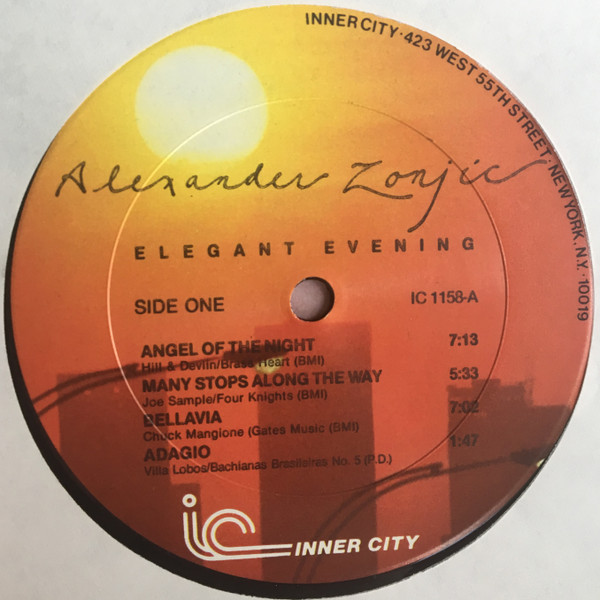 INNER CITY · 423 WEST 55TH STREET · NEW YORK, N.Y. · 10019
Alexander Zonjic
ELEGANT EVENING
SIDE ONE IC 1158-A
ANGEL OF THE NIGHT 7:13
Hill & Devlin/Brass Heart (BMI)
MANY STOPS ALONG THE WAY 5:33
Joe Sample/Four Knights (BMI)
BELLAVIA 7:02
Chuck Mangione (Gates Music (BMI)
ADAGIO 1:47
Villa Lobos/Bachianas Brasileiras No. 5 (P.D.)
ic INNER CITY